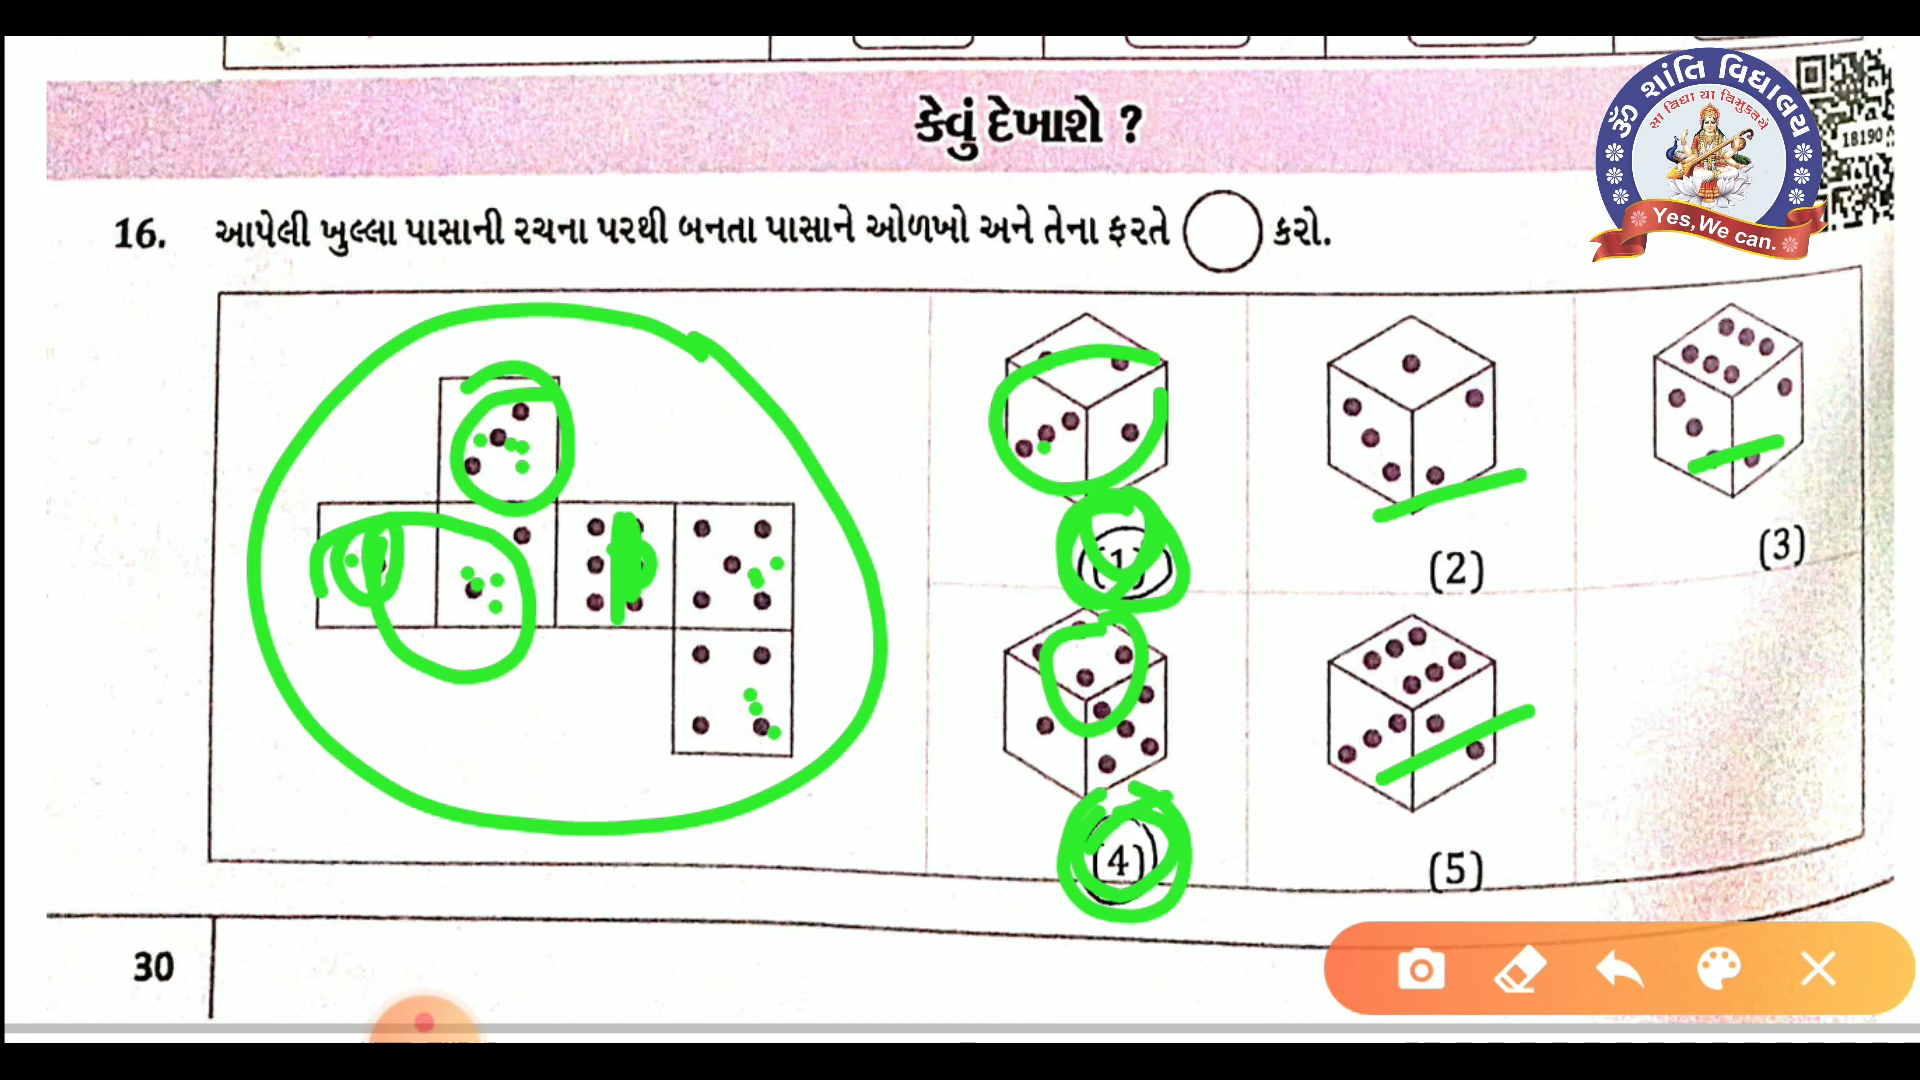 કેવું દેખાશે ?
ૐ શાંતિ વિદ્યાલય
સા વિદ્યા યા વિમુક્તયે
Yes, We can.
18190
16. આપેલી ખુલ્લા પાસાની રચના પરથી બનતા પાસાને ઓળખો અને તેના ફરતે કરો.
(1)
(2)
(3)
(4)
(5)
30